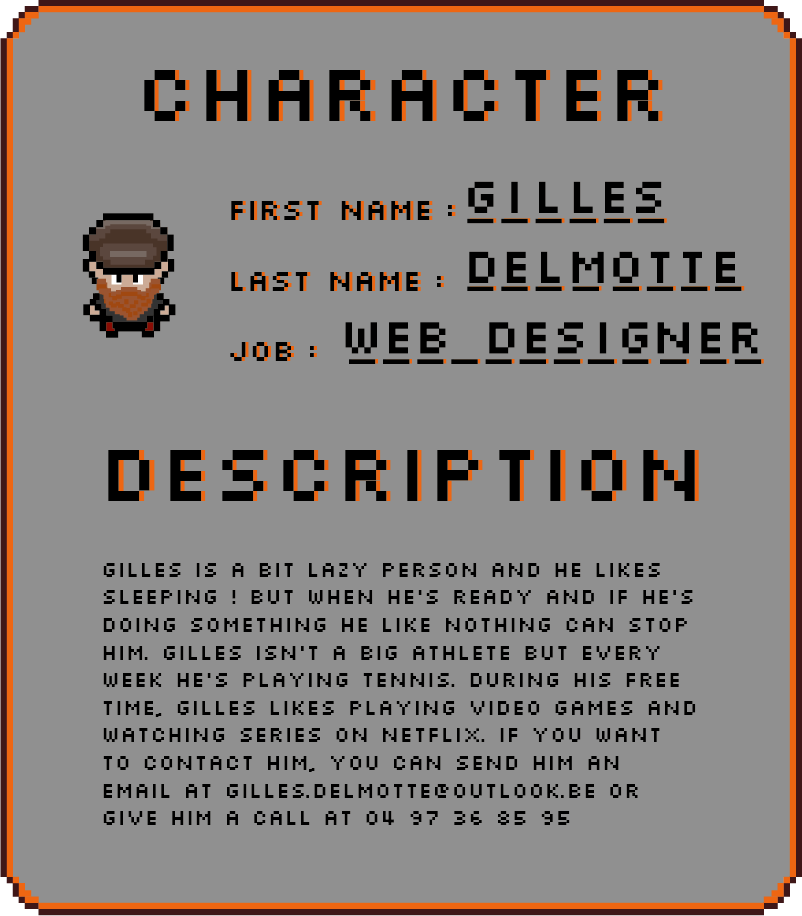 CHARACTER
FIRST NAME : GILLES
LAST NAME : DELMOTTE
JOB : WEB_DESIGNER
DESCRIPTION
GILLES IS A BIT LAZY PERSON AND HE LIKES
SLEEPING ! BUT WHEN HE'S READY AND IF HE'S
DOING SOMETHING HE LIKE NOTHING CAN STOP
HIM. GILLES ISN'T A BIG ATHLETE BUT EVERY
WEEK HE'S PLAYING TENNIS. DURING HIS FREE
TIME, GILLES LIKES PLAYING VIDEO GAMES AND
WATCHING SERIES ON NETFLIX. IF YOU WANT
TO CONTACT HIM, YOU CAN SEND HIM AN
EMAIL AT GILLES.DELMOTTE@OUTLOOK.BE OR
GIVE HIM A CALL AT 04 97 36 85 95